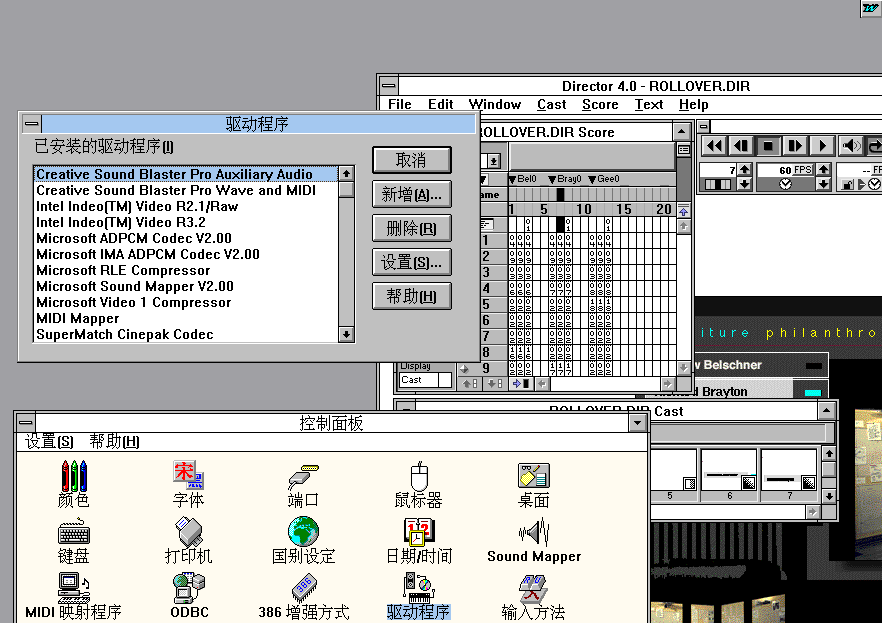 Director 4.0 - ROLLOVER.DIR
File Edit Window Cast Score Text Help
驱动程序
已安装的驱动程序(I)
Creative Sound Blaster Pro Auxiliary Audio
Creative Sound Blaster Pro Wave and MIDI
Intel Indeo(TM) Video R2.1/Raw
Intel Indeo(TM) Video R3.2
Microsoft ADPCM Codec V2.00
Microsoft IMA ADPCM Codec V2.00
Microsoft RLE Compressor
Microsoft Sound Mapper V2.00
Microsoft Video 1 Compressor
MIDI Mapper
SuperMatch Cinepak Codec
取消
新增(A)...
删除(R)
设置(S)...
帮助(H)
ROLLOVER.DIR Score
Bel0 Bray0 Gee0
ame
1 5 10 15 20
1
2
3
4
5
6
7
8
9
Display
Cast
7 60 FPS
iture philanthro
w Belschner
Brayton
ROLLOVER.DIR Cast
5 6 7
控制面板
设置(S) 帮助(H)
颜色 字体 端口 鼠标器 桌面
键盘 打印机 国别设定 日期/时间 Sound Mapper
MIDI 映射程序 ODBC 386 增强方式 驱动程序 输入方法